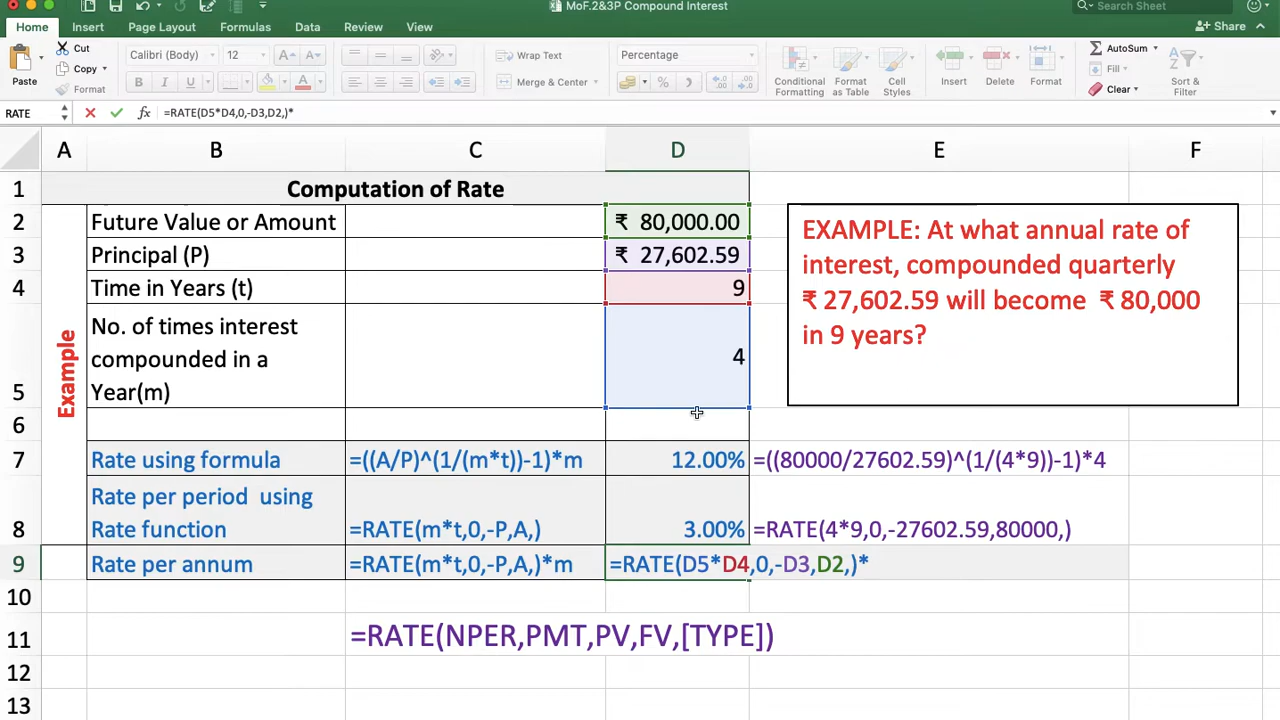 MoF.2&3P Compound Interest
Search Sheet
Home Insert Page Layout Formulas Data Review View
Share
Paste
Cut
Copy
Format
Calibri (Body) 12
B I U
Wrap Text
Merge & Center
Percentage
Conditional Formatting
Format as Table
Cell Styles
Insert
Delete
Format
AutoSum
Fill
Clear
Sort & Filter
RATE fx =RATE(D5*D4,0,-D3,D2,)*
A B C D E F
1 Computation of Rate
2 Future Value or Amount ₹ 80,000.00
3 Principal (P) ₹ 27,602.59
4 Time in Years (t) 9
No. of times interest
compounded in a 4
5 Year(m)
Example
6
7 Rate using formula =((A/P)^(1/(m*t))-1)*m 12.00% =((80000/27602.59)^(1/(4*9))-1)*4
Rate per period using
8 Rate function =RATE(m*t,0,-P,A,) 3.00% =RATE(4*9,0,-27602.59,80000,)
9 Rate per annum =RATE(m*t,0,-P,A,)*m =RATE(D5*D4,0,-D3,D2,)*
10
11 =RATE(NPER,PMT,PV,FV,[TYPE])
12
13
EXAMPLE: At what annual rate of
interest, compounded quarterly
₹ 27,602.59 will become ₹ 80,000
in 9 years?